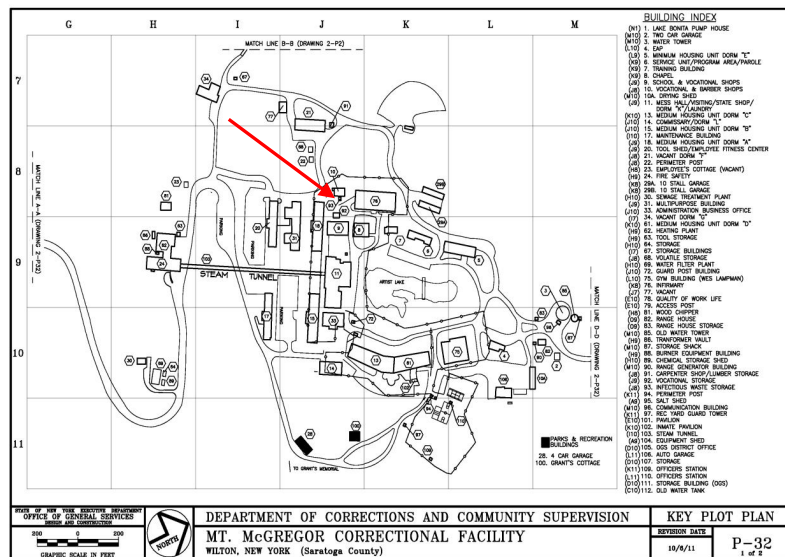 G H I J K L M
MATCH LINE B-B (DRAWING 2-P2)
7
8
9
10
11
MATCH LINE A-A (DRAWING 2-P32)
MATCH LINE D-D (DRAWING 2-P32)
PARKING
PARKING
PARKING
STEAM TUNNEL
ARTIST LAKE
TO GRANT'S MEMORIAL
PARKS & RECREATION
BUILDINGS
28. 4 CAR GARAGE
100. GRANT'S COTTAGE
BUILDING INDEX
(N1) 1. LAKE BONITA PUMP HOUSE
(M10) 2. TWO CAR GARAGE
(M10) 3. WATER TOWER
(L10) 4. EAP
(L9) 5. MINIMUM HOUSING UNIT DORM "E"
(K9) 6. SERVICE UNIT/PROGRAM AREA/PAROLE
(K9) 7. TRAINING BUILDING
(K9) 8. CHAPEL
(J9) 9. SCHOOL & VOCATIONAL SHOPS
(J8) 10. VOCATIONAL & BARBER SHOPS
(M10) 10A. DRYING SHED
(J9) 11. MESS HALL/VISITING/STATE SHOP/
DORM "K"/LAUNDRY
(K10) 13. MEDIUM HOUSING UNIT DORM "C"
(J10) 14. COMMISSARY/DORM "L"
(J10) 15. MEDIUM HOUSING UNIT DORM "B"
(I10) 17. MAINTENANCE BUILDING
(J9) 18. MEDIUM HOUSING UNIT DORM "A"
(J9) 20. TOOL SHED/EMPLOYEE FITNESS CENTER
(J8) 21. VACANT DORM "F"
(J8) 22. PERIMETER POST
(H8) 23. EMPLOYEE'S COTTAGE (VACANT)
(H9) 24. FIRE SAFETY
(K8) 29A. 10 STALL GARAGE
(K8) 29B. 10 STALL GARAGE
(H10) 30. SEWAGE TREATMENT PLANT
(J9) 31. MULTIPURPOSE BUILDING
(J10) 33. ADMINISTRATION BUSINESS OFFICE
(I7) 34. VACANT DORM "G"
(K10) 61. MEDIUM HOUSING UNIT DORM "D"
(H9) 62. HEATING PLANT
(H9) 63. TOOL STORAGE
(H10) 64. STORAGE
(I7) 67. STORAGE BUILDINGS
(J8) 68. VOLATILE STORAGE
(H10) 69. WATER FILTER PLANT
(J10) 72. GUARD POST BUILDING
(L10) 75. GYM BUILDING (WES LAMPMAN)
(K8) 76. INFIRMARY
(J7) 77. VACANT
(E10) 78. QUALITY OF WORK LIFE
(E10) 79. ACCESS POST
(H8) 81. WOOD CHIPPER
(D9) 82. RANGE HOUSE
(D9) 83. RANGE HOUSE STORAGE
(M10) 85. OLD WATER TOWER
(H9) 86. TRANFORMER VAULT
(M10) 87. STORAGE SHACK
(H9) 88. BURNER EQUIPMENT BUILDING
(H10) 89. CHEMICAL STORAGE SHED
(M10) 90. RANGE GENERATOR BUILDING
(J8) 91. CARPENTER SHOP/LUMBER STORAGE
(J9) 92. VOCATIONAL STORAGE
(J8) 93. INFECTIOUS WASTE STORAGE
(K11) 94. PERIMETER POST
(A9) 95. SALT SHED
(M10) 96. COMMUNICATION BUILDING
(K11) 97. REC YARD GUARD TOWER
(E10) 101. PAVILION
(K10) 102. INMATE PAVILION
(I10) 103. STEAM TUNNEL
(A9) 104. EQUIPMENT SHED
(D10) 105. OGS DISTRICT OFFICE
(L11) 106. AUTO GARAGE
(D10) 107. STORAGE
(K11) 109. OFFICERS STATION
(L11) 110. OFFICERS STATION
(D10) 111. STORAGE BUILDING (OGS)
(C10) 112. OLD WATER TANK
STATE OF NEW YORK EXECUTIVE DEPARTMENT
OFFICE OF GENERAL SERVICES
DESIGN AND CONSTRUCTION
200 0 200
GRAPHIC SCALE IN FEET
NORTH
DEPARTMENT OF CORRECTIONS AND COMMUNITY SUPERVISION
MT. McGREGOR CORRECTIONAL FACILITY
WILTON, NEW YORK (Saratoga County)
KEY PLOT PLAN
REVISION DATE
10/6/11
P-32
1 of 2